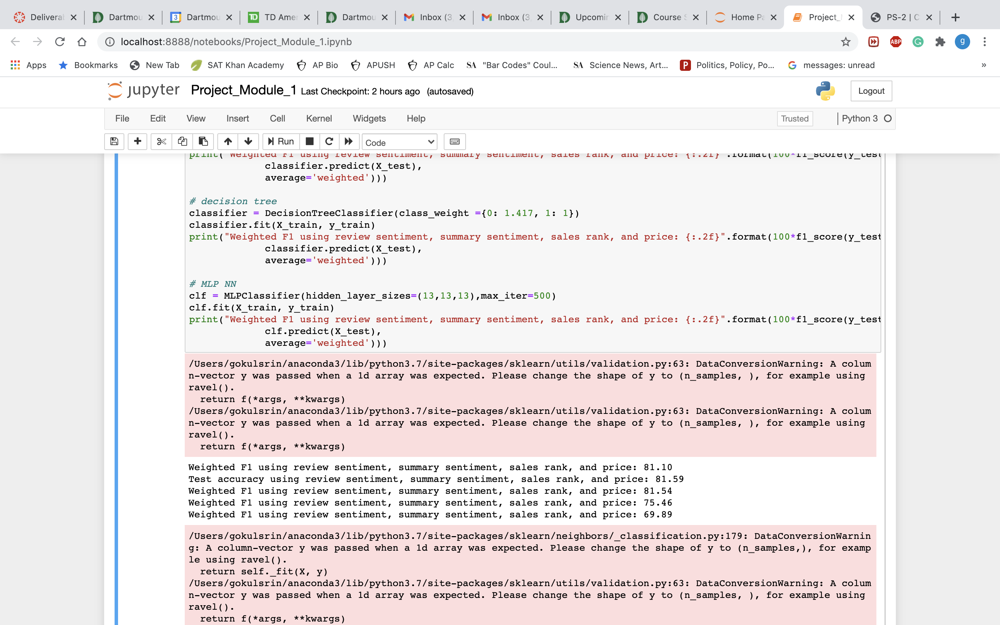 Deliveral
Dartmou
3
Dartmou
TD
TD Amer
Dartmou
Inbox (3
Inbox (3
Upcomin
Course S
Home Pa
Project_
PS-2 | C
localhost:8888/notebooks/Project_Module_1.ipynb
ABP
g
Apps
Bookmarks
New Tab
SAT Khan Academy
AP Bio
APUSH
AP Calc
SA "Bar Codes" Coul...
SA Science News, Art...
P Politics, Policy, Po...
G messages: unread
»
jupyter Project_Module_1 Last Checkpoint: 2 hours ago (autosaved)
Logout
File Edit View Insert Cell Kernel Widgets Help
Trusted
Python 3
Run
Code
print("Weighted F1 using review sentiment, summary sentiment, sales rank, and price: {:.2f}".format(100*f1_score(y_test
classifier.predict(X_test),
average='weighted')))
# decision tree
classifier = DecisionTreeClassifier(class_weight ={0: 1.417, 1: 1})
classifier.fit(X_train, y_train)
print("Weighted F1 using review sentiment, summary sentiment, sales rank, and price: {:.2f}".format(100*f1_score(y_test
classifier.predict(X_test),
average='weighted')))
# MLP NN
clf = MLPClassifier(hidden_layer_sizes=(13,13,13),max_iter=500)
clf.fit(X_train, y_train)
print("Weighted F1 using review sentiment, summary sentiment, sales rank, and price: {:.2f}".format(100*f1_score(y_test
clf.predict(X_test),
average='weighted')))
/Users/gokulsrin/anaconda3/lib/python3.7/site-packages/sklearn/utils/validation.py:63: DataConversionWarning: A colum
n-vector y was passed when a 1d array was expected. Please change the shape of y to (n_samples, ), for example using
ravel().
return f(*args, **kwargs)
/Users/gokulsrin/anaconda3/lib/python3.7/site-packages/sklearn/utils/validation.py:63: DataConversionWarning: A colum
n-vector y was passed when a 1d array was expected. Please change the shape of y to (n_samples, ), for example using
ravel().
return f(*args, **kwargs)
Weighted F1 using review sentiment, summary sentiment, sales rank, and price: 81.10
Test accuracy using review sentiment, summary sentiment, sales rank, and price: 81.59
Weighted F1 using review sentiment, summary sentiment, sales rank, and price: 81.54
Weighted F1 using review sentiment, summary sentiment, sales rank, and price: 75.46
Weighted F1 using review sentiment, summary sentiment, sales rank, and price: 69.89
/Users/gokulsrin/anaconda3/lib/python3.7/site-packages/sklearn/neighbors/_classification.py:179: DataConversionWarnin
g: A column-vector y was passed when a 1d array was expected. Please change the shape of y to (n_samples,), for examp
le using ravel().
return self._fit(X, y)
/Users/gokulsrin/anaconda3/lib/python3.7/site-packages/sklearn/utils/validation.py:63: DataConversionWarning: A colum
n-vector y was passed when a 1d array was expected. Please change the shape of y to (n_samples, ), for example using
ravel().
return f(*args, **kwargs)